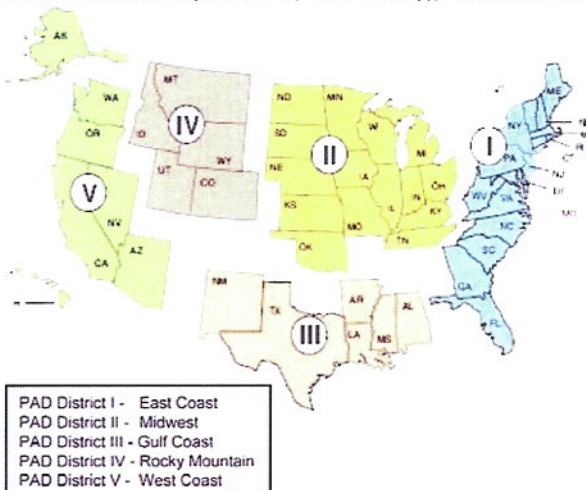 AK
WA
OR
V
NV
CA
AZ
MT
ID
IV
WY
UT
CO
ND
MN
SD
II
WI
MI
NE
IA
IL
IN
OH
KS
MO
KY
OK
TN
ME
NY
I
PA
NJ
WV
VA
NC
SC
GA
FL
NM
TX
AR
III
LA
MS
AL
PAD District I - East Coast
PAD District II - Midwest
PAD District III - Gulf Coast
PAD District IV - Rocky Mountain
PAD District V - West Coast